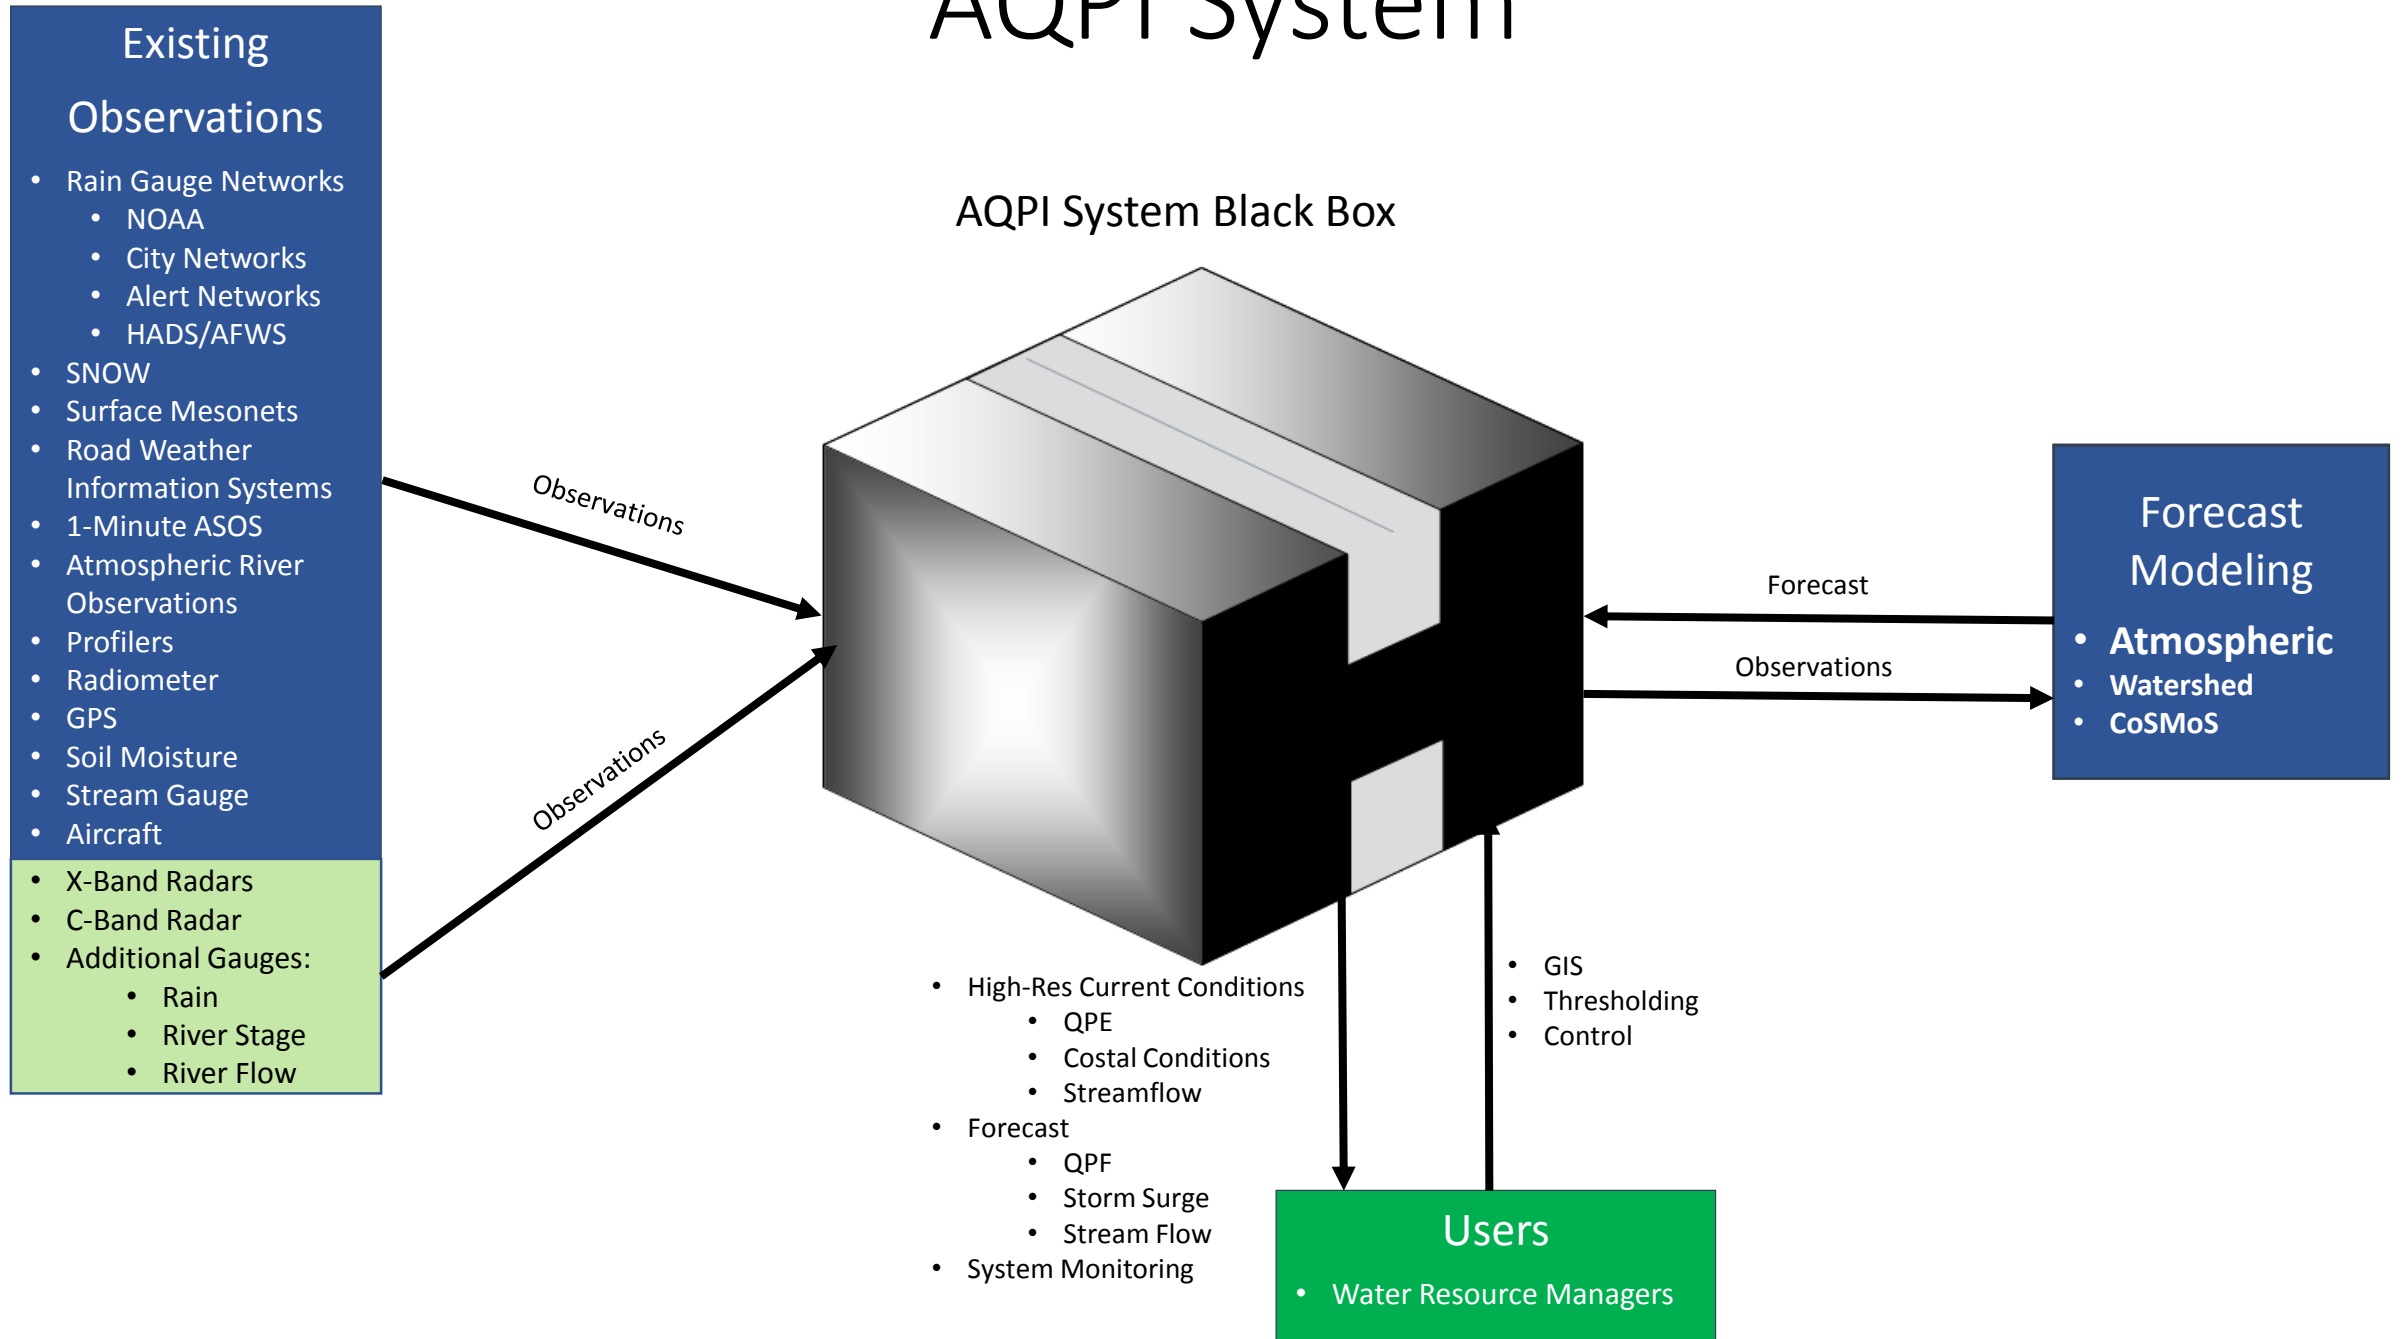 AQPI System
Existing
Observations
• Rain Gauge Networks
• NOAA
• City Networks
• Alert Networks
• HADS/AFWS
• SNOW
• Surface Mesonets
• Road Weather
Information Systems
• 1-Minute ASOS
• Atmospheric River
Observations
• Profilers
• Radiometer
• GPS
• Soil Moisture
• Stream Gauge
• Aircraft
• X-Band Radars
• C-Band Radar
• Additional Gauges:
• Rain
• River Stage
• River Flow
Observations
Observations
AQPI System Black Box
Forecast
Observations
Forecast
Modeling
• Atmospheric
• Watershed
• CoSMoS
• High-Res Current Conditions
• QPE
• Costal Conditions
• Streamflow
• Forecast
• QPF
• Storm Surge
• Stream Flow
• System Monitoring
• GIS
• Thresholding
• Control
Users
• Water Resource Managers